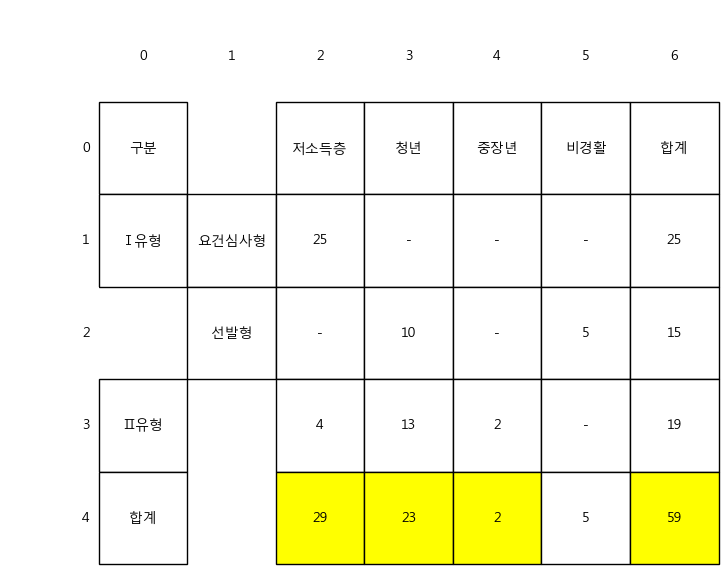 0 1 2 3 4 5 6
0 구분 저소득층 청년 중장년 비경활 합계
1 Ⅰ유형 요건심사형 25 - - - 25
2 선발형 - 10 - 5 15
3 Ⅱ유형 4 13 2 - 19
4 합계 29 23 2 5 59